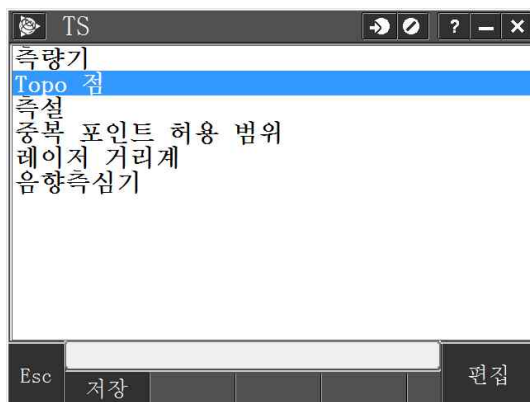 TS
? – ×
측량기
Topo 점
측설
중복 포인트 허용 범위
레이저 거리계
음향측심기
Esc
저장
편집